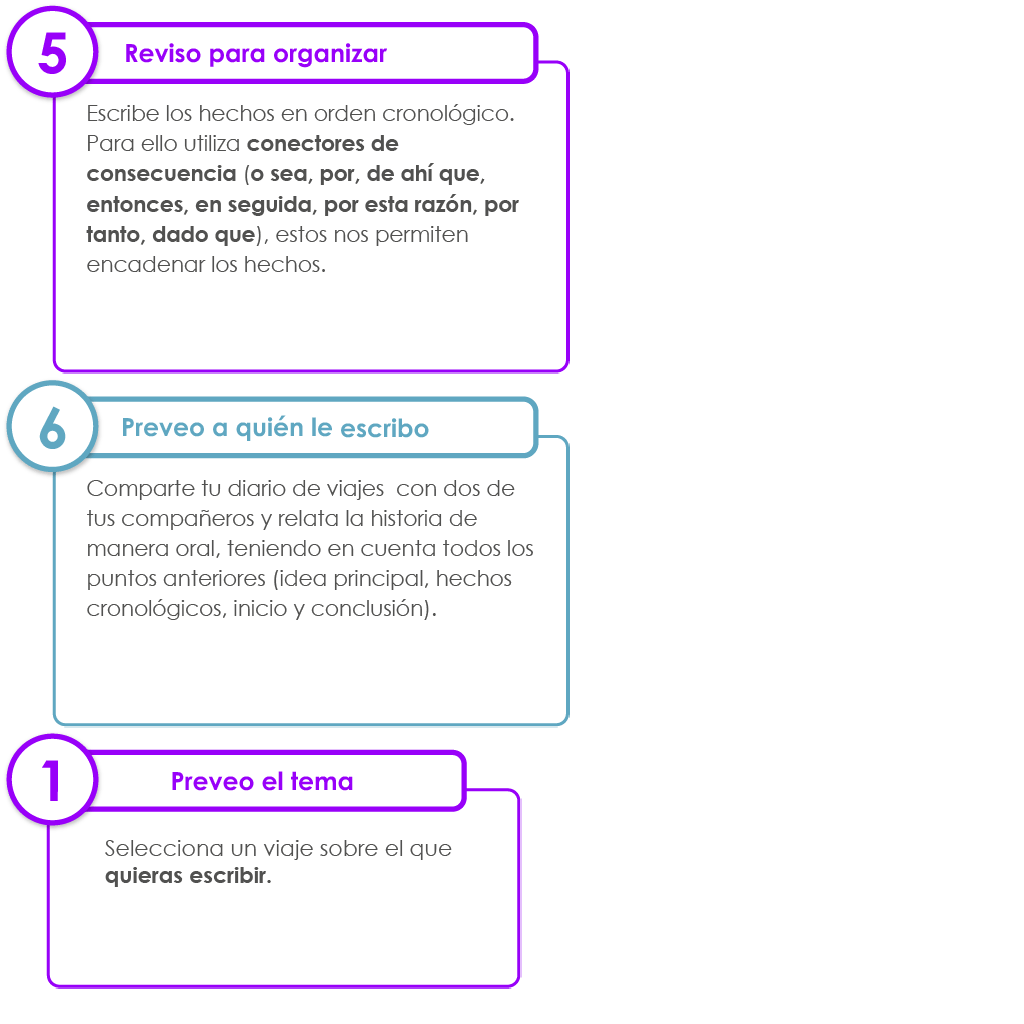 5
Reviso para organizar
Escribe los hechos en orden cronológico.
Para ello utiliza conectores de
consecuencia (o sea, por, de ahí que,
entonces, en seguida, por esta razón, por
tanto, dado que), estos nos permiten
encadenar los hechos.
6
Preveo a quién le escribo
Comparte tu diario de viajes  con dos de
tus compañeros y relata la historia de
manera oral, teniendo en cuenta todos los
puntos anteriores (idea principal, hechos
cronológicos, inicio y conclusión).
1
Preveo el tema
Selecciona un viaje sobre el que
quieras escribir.